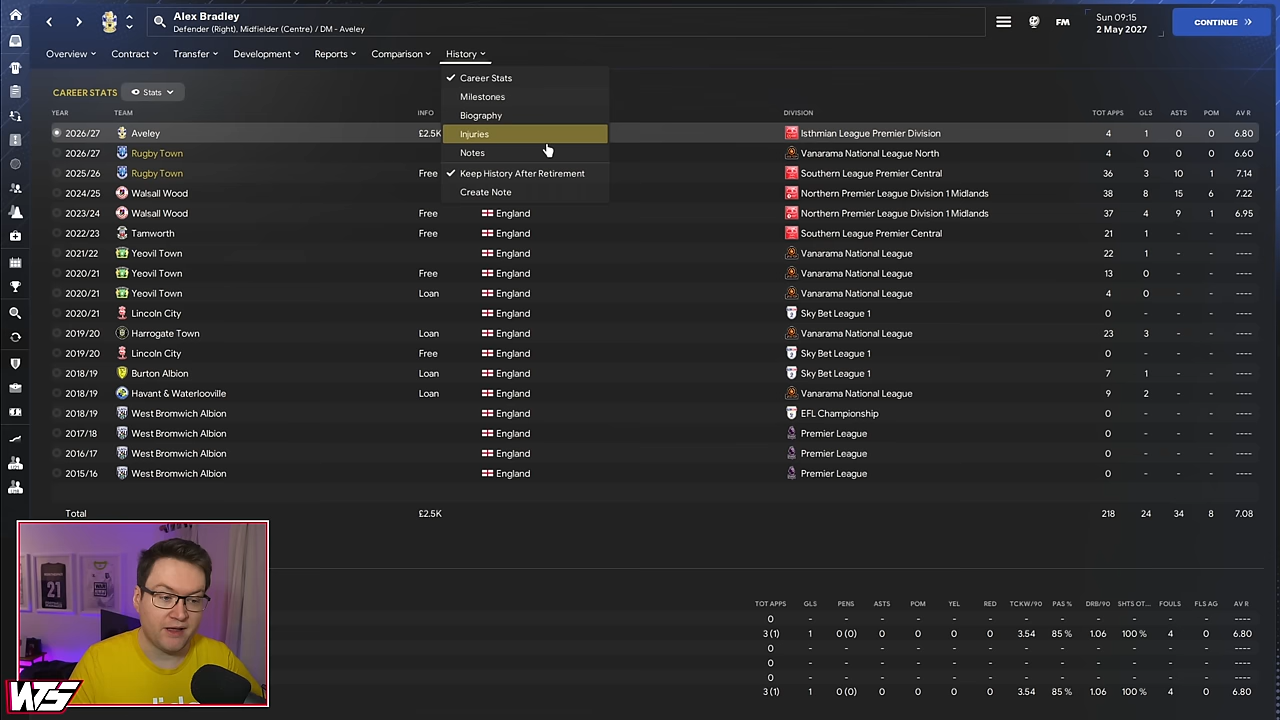 Alex Bradley
Defender (Right), Midfielder (Centre) / DM - Aveley
FM
Sun 09:15
2 May 2027
CONTINUE
Overview Contract Transfer Development Reports Comparison History
Career Stats
Milestones
Biography
Injuries
Notes
Keep History After Retirement
Create Note
CAREER STATS Stats
YEAR TEAM INFO DIVISION TOT APPS GLS ASTS POM AV R
2026/27 Aveley £2.5K Isthmian League Premier Division 4 1 0 0 6.80
2026/27 Rugby Town Vanarama National League North 4 0 0 0 6.60
2025/26 Rugby Town Free Southern League Premier Central 36 3 10 1 7.14
2024/25 Walsall Wood Northern Premier League Division 1 Midlands 38 8 15 6 7.22
2023/24 Walsall Wood Free England Northern Premier League Division 1 Midlands 37 4 9 1 6.95
2022/23 Tamworth Free England Southern League Premier Central 21 1 - - ----
2021/22 Yeovil Town England Vanarama National League 22 1 - - ----
2020/21 Yeovil Town Free England Vanarama National League 13 0 - - ----
2020/21 Yeovil Town Loan England Vanarama National League 4 0 - - ----
2020/21 Lincoln City England Sky Bet League 1 0 - - - ----
2019/20 Harrogate Town Loan England Vanarama National League 23 3 - - ----
2019/20 Lincoln City Free England Sky Bet League 1 0 - - - ----
2018/19 Burton Albion Loan England Sky Bet League 1 7 1 - - ----
2018/19 Havant & Waterlooville Loan England Vanarama National League 9 2 - - ----
2018/19 West Bromwich Albion England EFL Championship 0 - - - ----
2017/18 West Bromwich Albion England Premier League 0 - - - ----
2016/17 West Bromwich Albion England Premier League 0 - - - ----
2015/16 West Bromwich Albion England Premier League 0 - - - ----
Total £2.5K 218 24 34 8 7.08
TOT APPS GLS PENS ASTS POM YEL RED TCKW/90 PAS % DRB/90 SHTS OT... FOULS FLS AG AV R
0 - - - - - - - - - - - - ----
3 (1) 1 0 (0) 0 0 0 0 3.54 85 % 1.06 100 % 4 0 6.80
0 - - - - - - - - - - - - ----
0 - - - - - - - - - - - - ----
0 - - - - - - - - - - - - ----
3 (1) 1 0 (0) 0 0 0 0 3.54 85 % 1.06 100 % 4 0 6.80
21
WTS